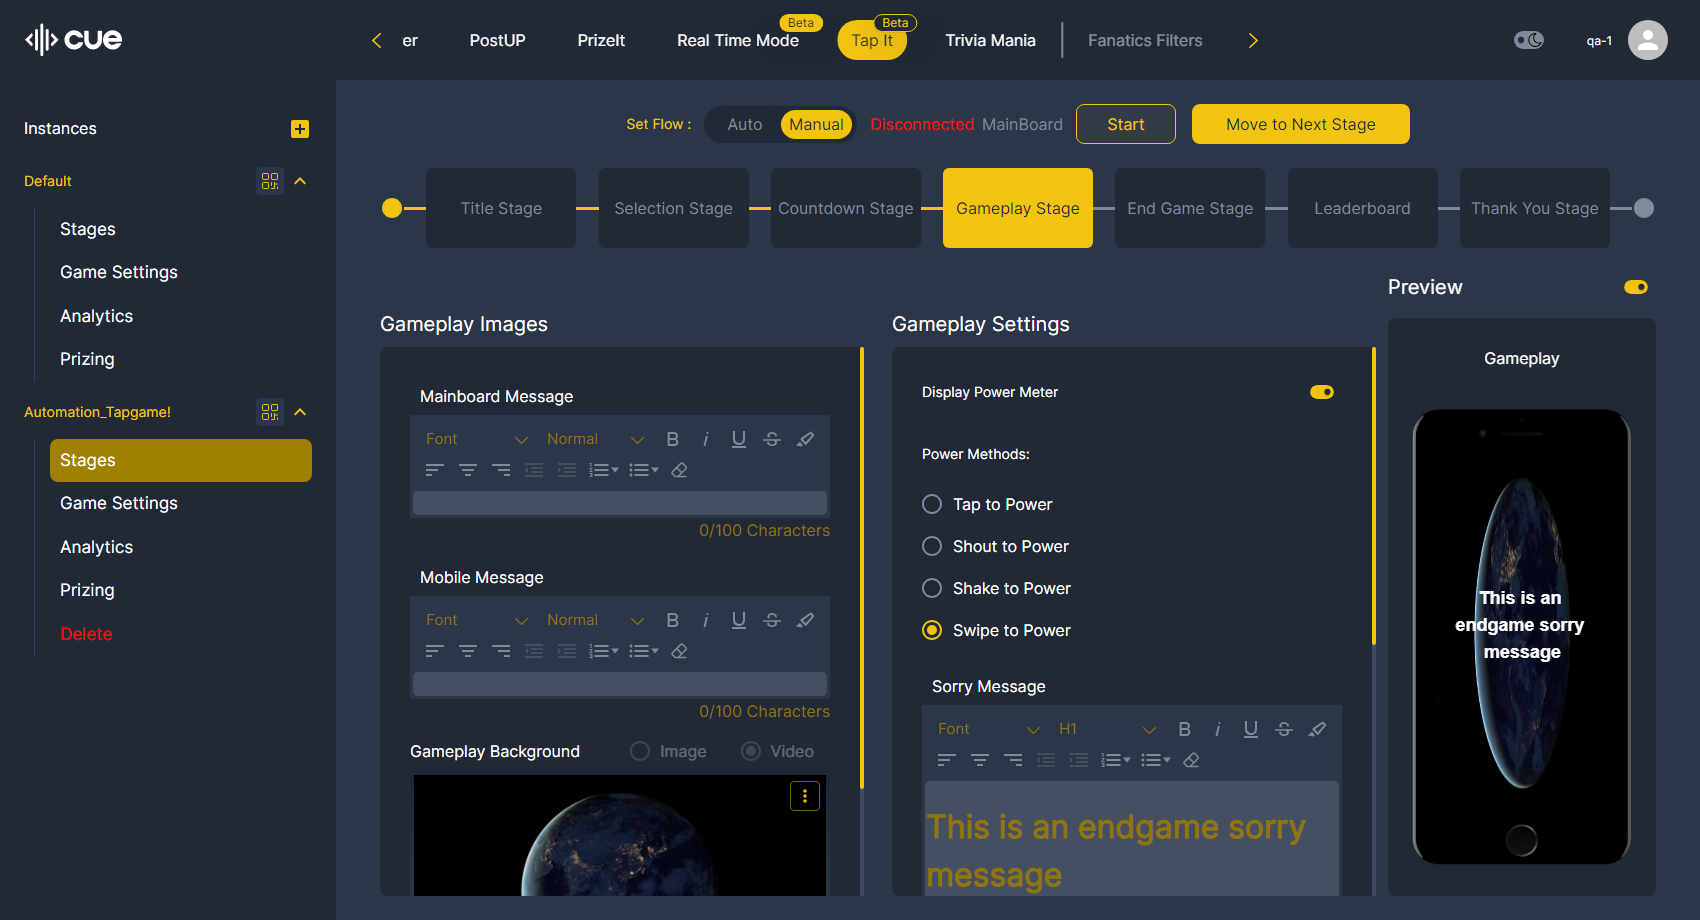 cue
er
PostUP
PrizeIt
Real Time Mode
Beta
Tap It
Beta
Trivia Mania
Fanatics Filters
qa-1
Instances
Default
Stages
Game Settings
Analytics
Prizing
Automation_Tapgame!
Stages
Game Settings
Analytics
Prizing
Delete
Set Flow :
Auto
Manual
Disconnected MainBoard
Start
Move to Next Stage
Title Stage
Selection Stage
Countdown Stage
Gameplay Stage
End Game Stage
Leaderboard
Thank You Stage
Gameplay Images
Mainboard Message
Font
Normal
B i U S
0/100 Characters
Mobile Message
Font
Normal
B i U S
0/100 Characters
Gameplay Background
Image
Video
Gameplay Settings
Display Power Meter
Power Methods:
Tap to Power
Shout to Power
Shake to Power
Swipe to Power
Sorry Message
Font
H1
B i U S
This is an endgame sorry
message
Preview
Gameplay
This is an
endgame sorry
message